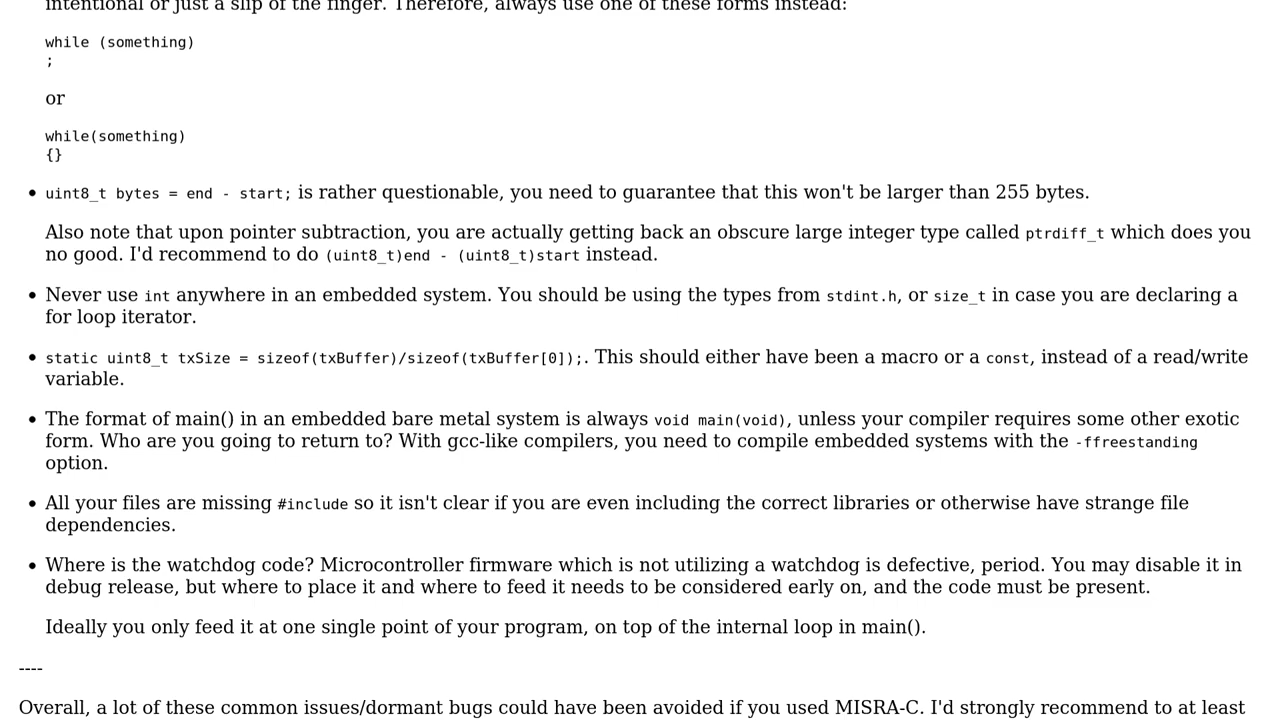 intentional or just a slip of the finger. Therefore, always use one of these forms instead:
while (something)
;
or
while(something)
{}
• uint8_t bytes = end - start; is rather questionable, you need to guarantee that this won't be larger than 255 bytes.
Also note that upon pointer subtraction, you are actually getting back an obscure large integer type called ptrdiff_t which does you
no good. I'd recommend to do (uint8_t)end - (uint8_t)start instead.
• Never use int anywhere in an embedded system. You should be using the types from stdint.h, or size_t in case you are declaring a
for loop iterator.
• static uint8_t txSize = sizeof(txBuffer)/sizeof(txBuffer[0]);. This should either have been a macro or a const, instead of a read/write
variable.
• The format of main() in an embedded bare metal system is always void main(void), unless your compiler requires some other exotic
form. Who are you going to return to? With gcc-like compilers, you need to compile embedded systems with the -ffreestanding
option.
• All your files are missing #include so it isn't clear if you are even including the correct libraries or otherwise have strange file
dependencies.
• Where is the watchdog code? Microcontroller firmware which is not utilizing a watchdog is defective, period. You may disable it in
debug release, but where to place it and where to feed it needs to be considered early on, and the code must be present.
Ideally you only feed it at one single point of your program, on top of the internal loop in main().
----
Overall, a lot of these common issues/dormant bugs could have been avoided if you used MISRA-C. I'd strongly recommend to at least